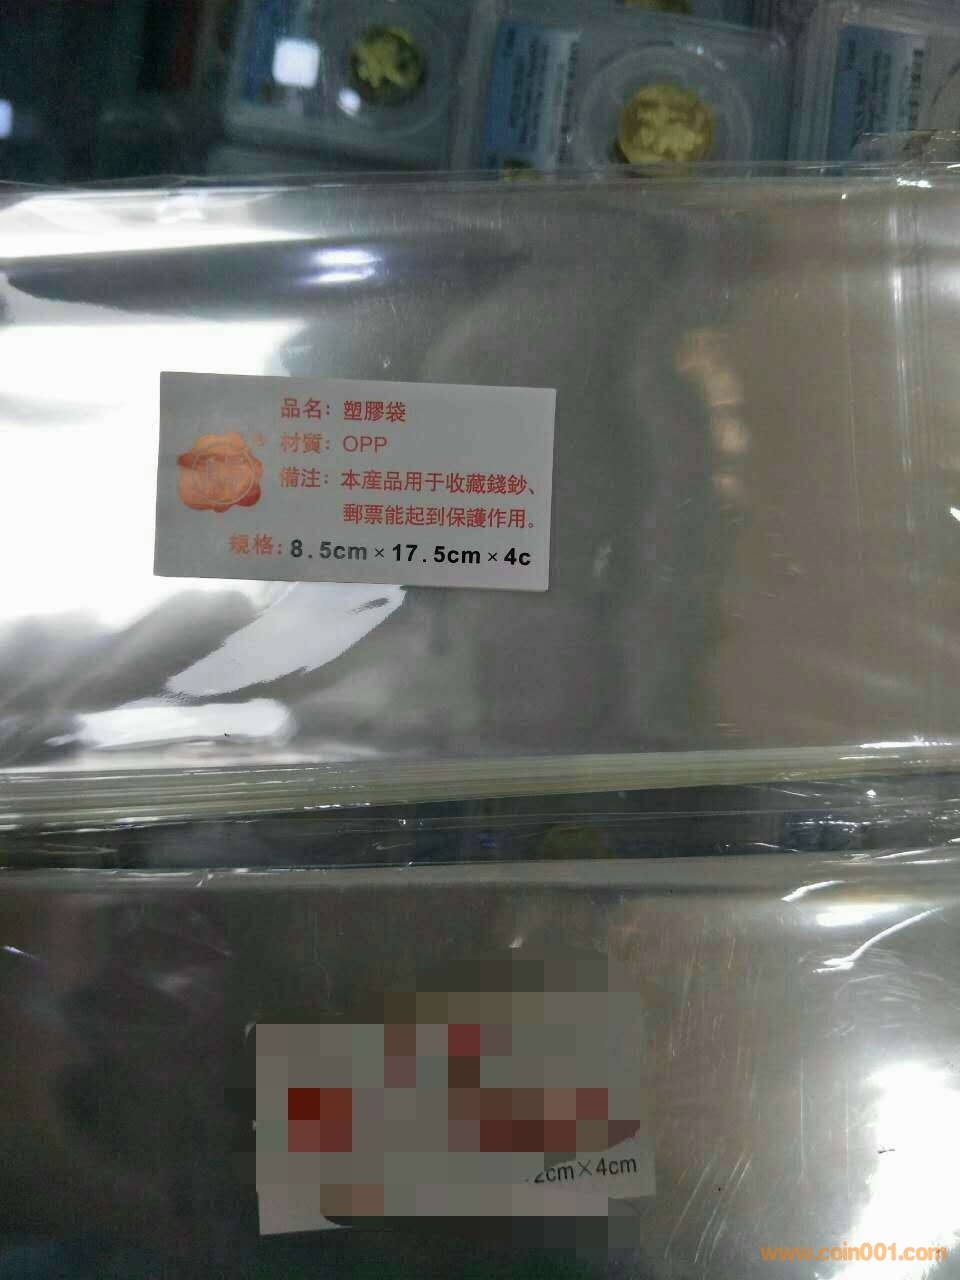 品名：塑膠袋
材質：OPP
備注：本産品用于收藏錢鈔、
郵票能起到保護作用。
規格：8.5cm×17.5cm×4c
2cm×4cm
www.coin001.com